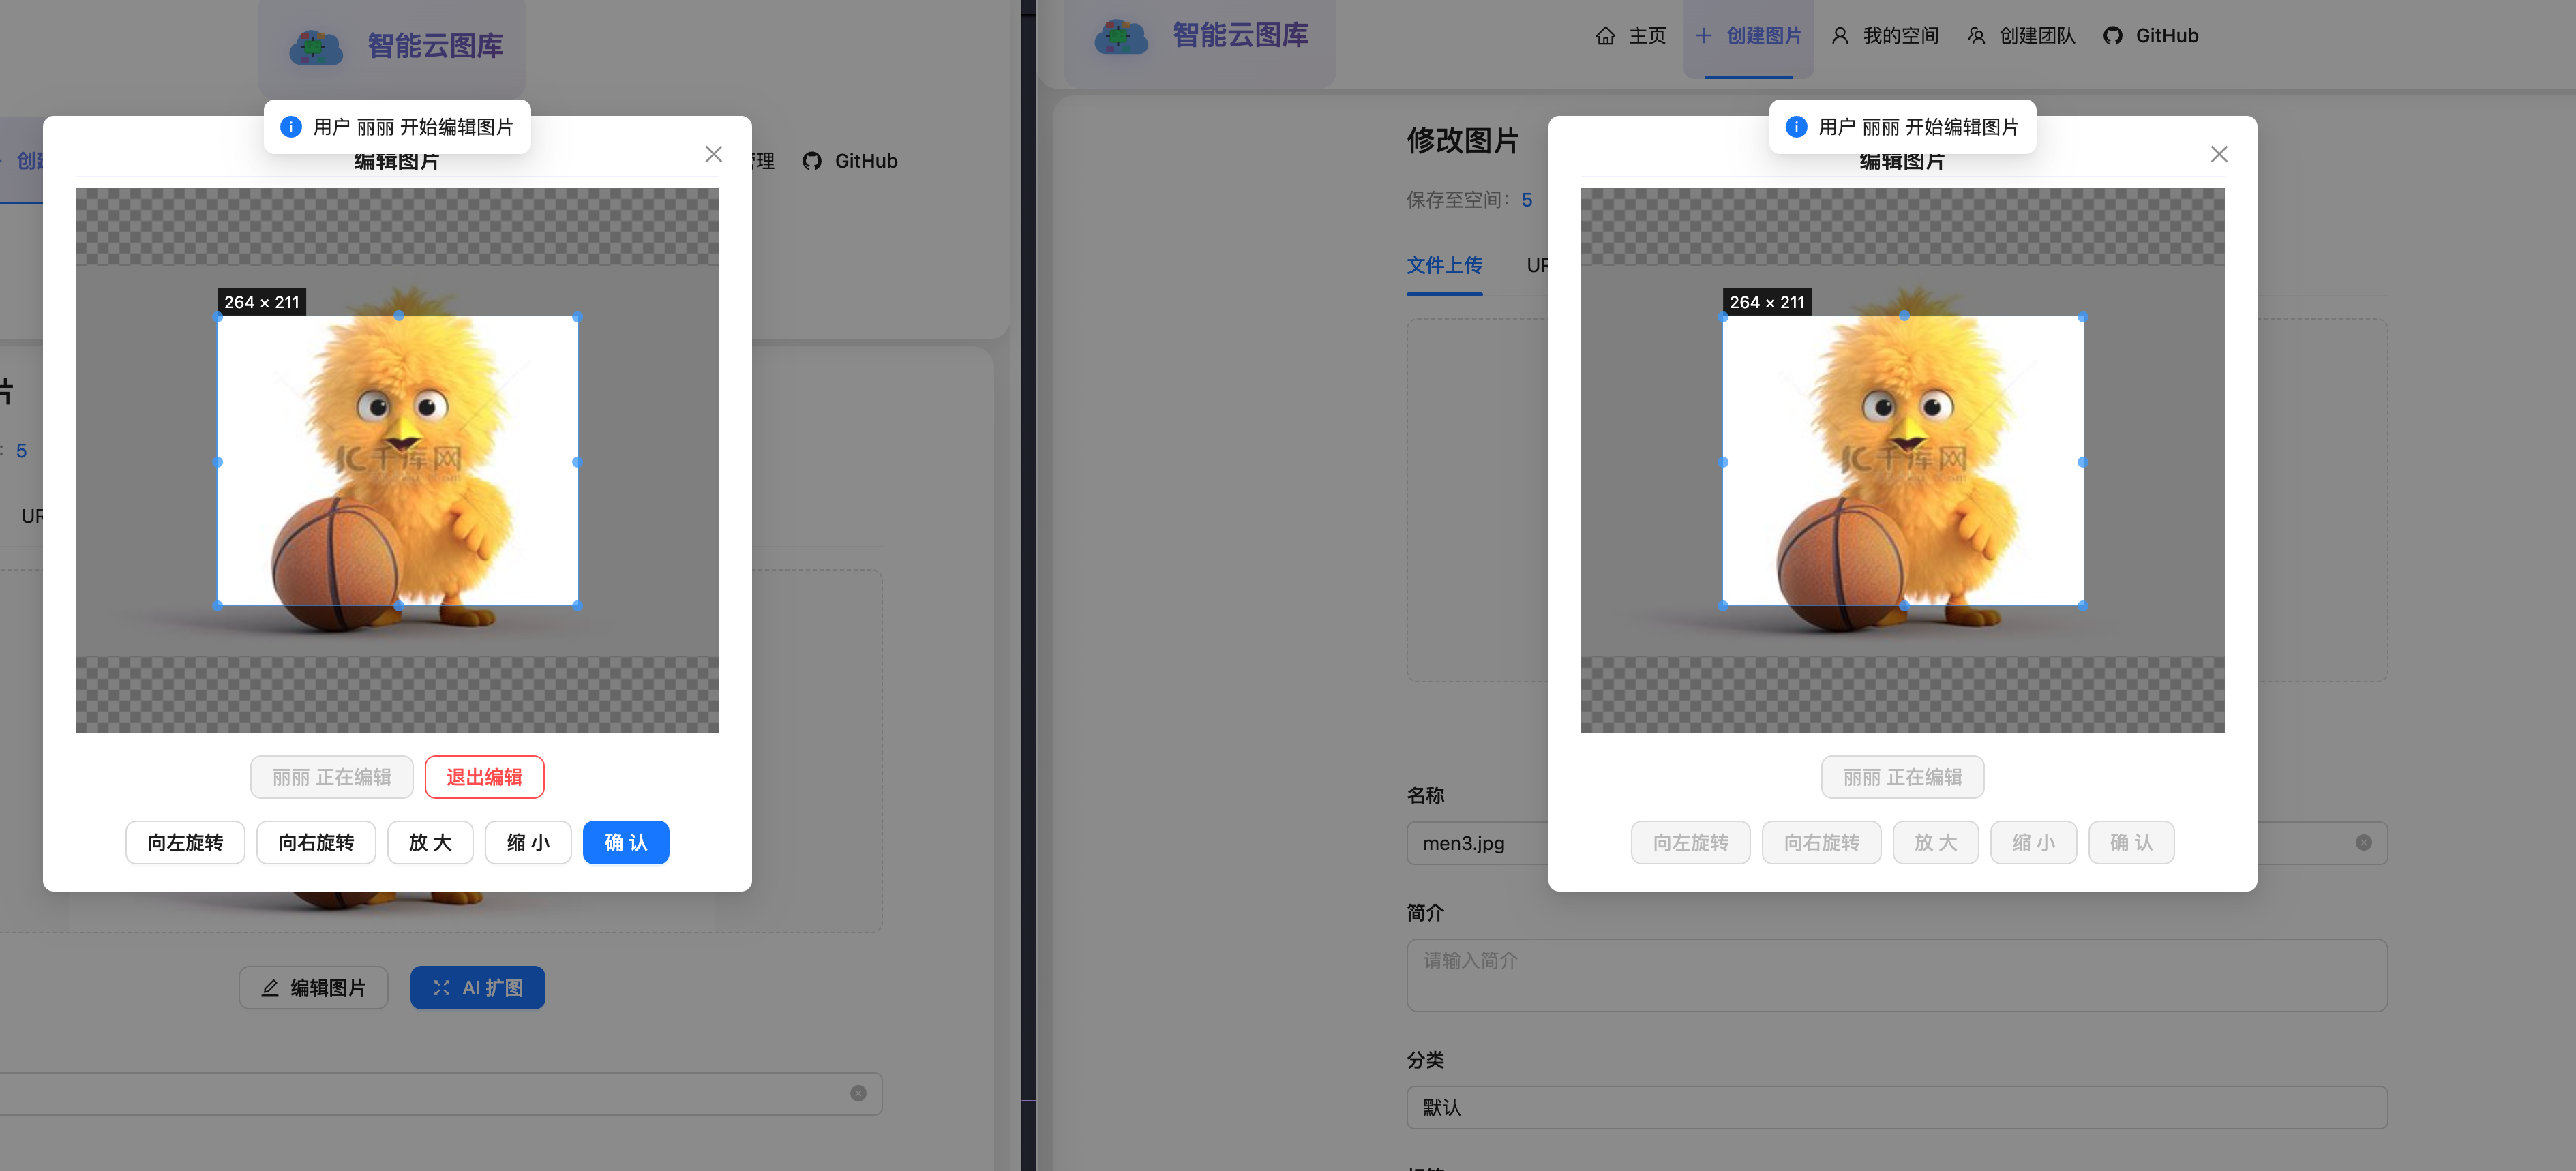 智能云图库
用户 丽丽 开始编辑图片
编辑图片
创建
管理
GitHub
片
: 5
UR
264 × 211
IC 千库网
丽丽 正在编辑
退出编辑
向左旋转
向右旋转
放大
缩小
确认
编辑图片
AI 扩图
智能云图库
主页
创建图片
我的空间
创建团队
GitHub
修改图片
保存至空间: 5
文件上传
UR
用户 丽丽 开始编辑图片
编辑图片
264 × 211
IC 千库网
丽丽 正在编辑
向左旋转
向右旋转
放大
缩小
确认
名称
men3.jpg
简介
请输入简介
分类
默认